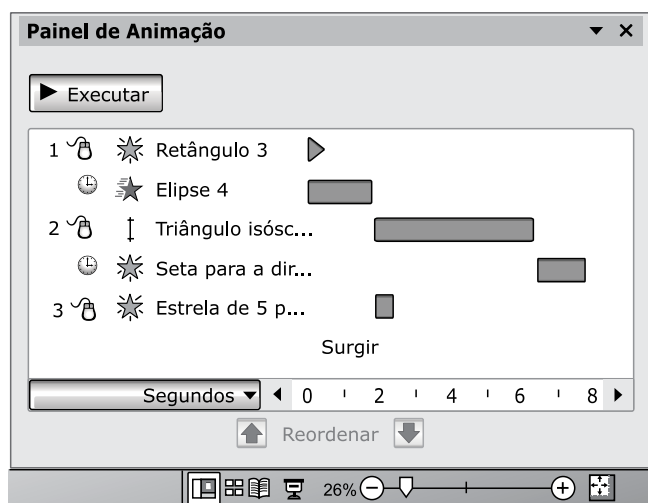 Painel de Animação
Executar
1 Retângulo 3
Elipse 4
2 Triângulo isósc...
Seta para a dir...
3 Estrela de 5 p...
Surgir
Segundos 0 2 4 6 8
Reordenar
26%